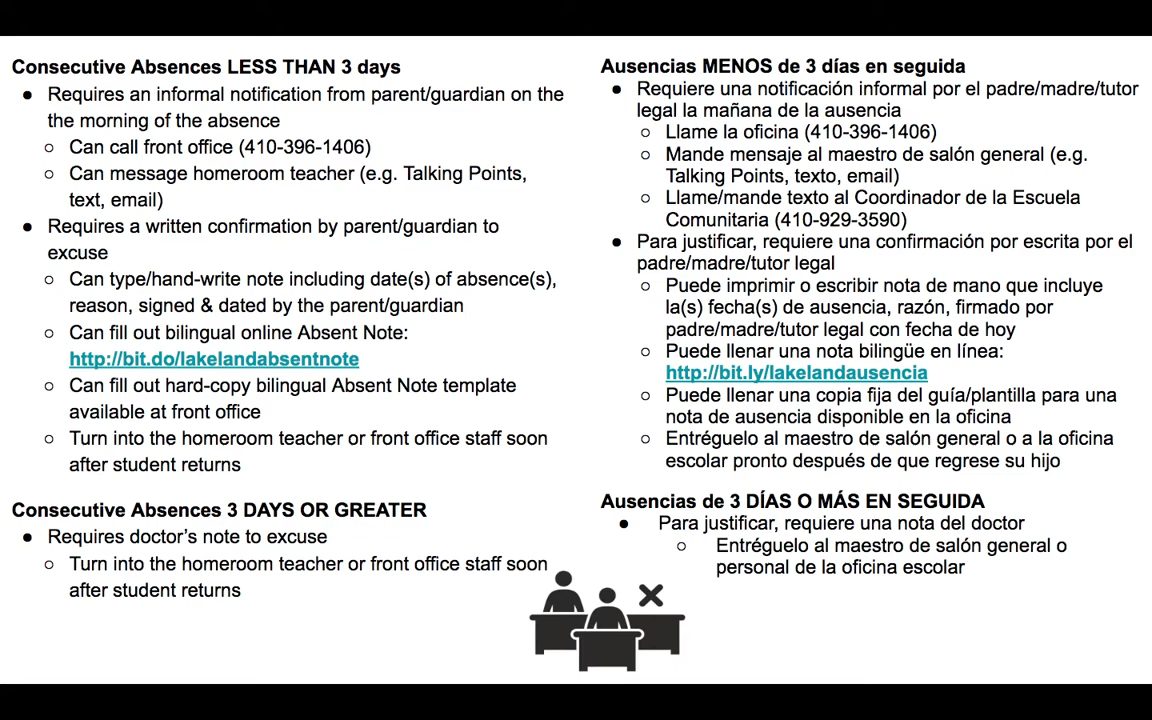 Consecutive Absences LESS THAN 3 days
● Requires an informal notification from parent/guardian on the
the morning of the absence
○ Can call front office (410-396-1406)
○ Can message homeroom teacher (e.g. Talking Points,
text, email)
● Requires a written confirmation by parent/guardian to
excuse
○ Can type/hand-write note including date(s) of absence(s),
reason, signed & dated by the parent/guardian
○ Can fill out bilingual online Absent Note:
http://bit.do/lakelandabsentnote
○ Can fill out hard-copy bilingual Absent Note template
available at front office
○ Turn into the homeroom teacher or front office staff soon
after student returns
Consecutive Absences 3 DAYS OR GREATER
● Requires doctor's note to excuse
○ Turn into the homeroom teacher or front office staff soon
after student returns
Ausencias MENOS de 3 días en seguida
● Requiere una notificación informal por el padre/madre/tutor
legal la mañana de la ausencia
○ Llame la oficina (410-396-1406)
○ Mande mensaje al maestro de salón general (e.g.
Talking Points, texto, email)
○ Llame/mande texto al Coordinador de la Escuela
Comunitaria (410-929-3590)
● Para justificar, requiere una confirmación por escrita por el
padre/madre/tutor legal
○ Puede imprimir o escribir nota de mano que incluye
la(s) fecha(s) de ausencia, razón, firmado por
padre/madre/tutor legal con fecha de hoy
○ Puede llenar una nota bilingüe en línea:
http://bit.ly/lakelandausencia
○ Puede llenar una copia fija del guía/plantilla para una
nota de ausencia disponible en la oficina
○ Entréguelo al maestro de salón general o a la oficina
escolar pronto después de que regrese su hijo
Ausencias de 3 DÍAS O MÁS EN SEGUIDA
● Para justificar, requiere una nota del doctor
○ Entréguelo al maestro de salón general o
personal de la oficina escolar